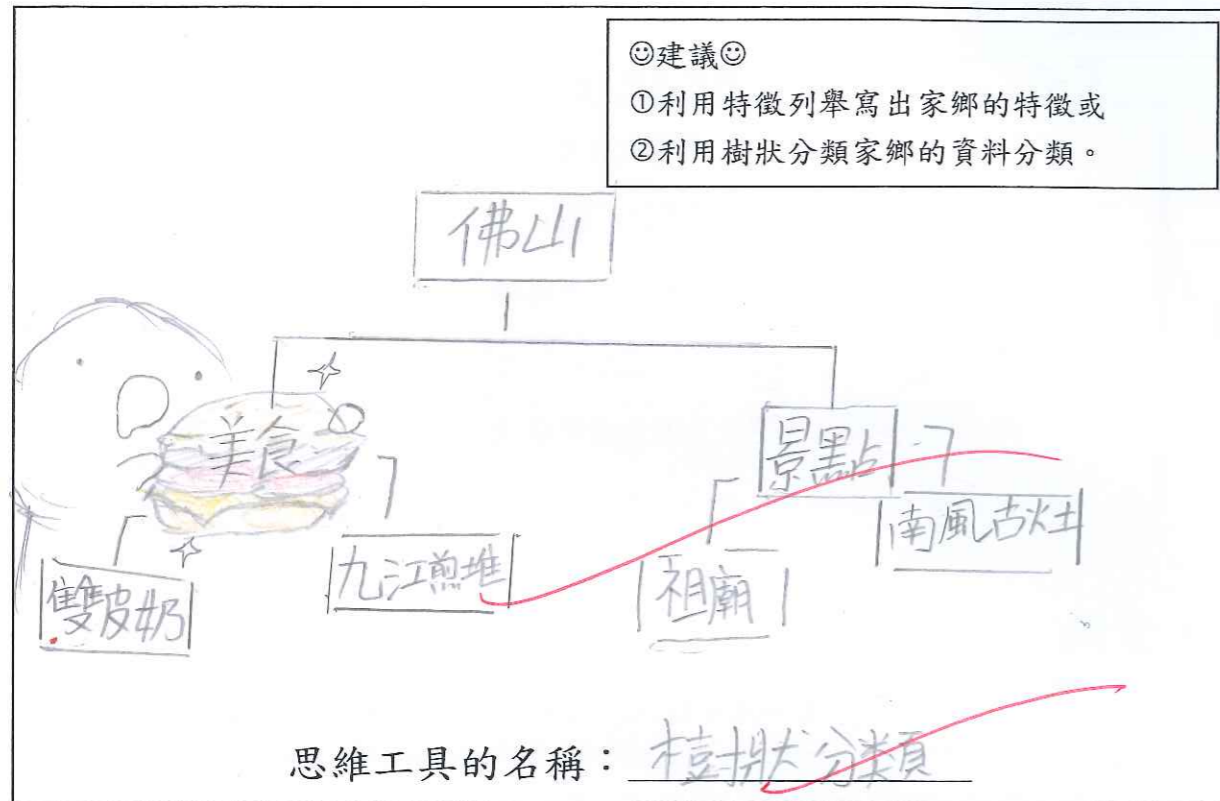 ☺建議☺
①利用特徵列舉寫出家鄉的特徵或
②利用樹狀分類家鄉的資料分類。
佛山
美食
景點
雙皮奶
九江煎堆
祖廟
南風古灶
思維工具的名稱：樹狀分類